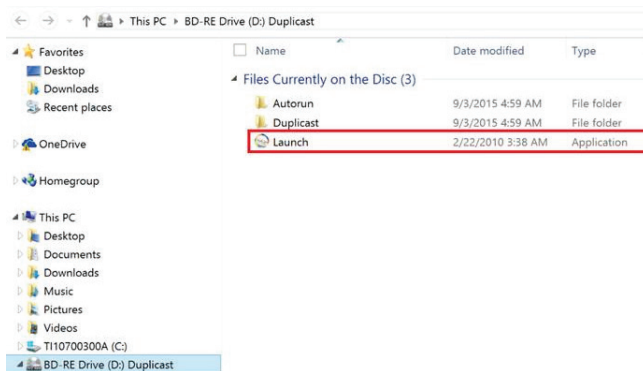 This PC ▸ BD-RE Drive (D:) Duplicast
Favorites
Desktop
Downloads
Recent places
OneDrive
Homegroup
This PC
Desktop
Documents
Downloads
Music
Pictures
Videos
TI10700300A (C:)
BD-RE Drive (D:) Duplicast
Name Date modified Type
Files Currently on the Disc (3)
Autorun 9/3/2015 4:59 AM File folder
Duplicast 9/3/2015 4:59 AM File folder
Launch 2/22/2010 3:38 AM Application